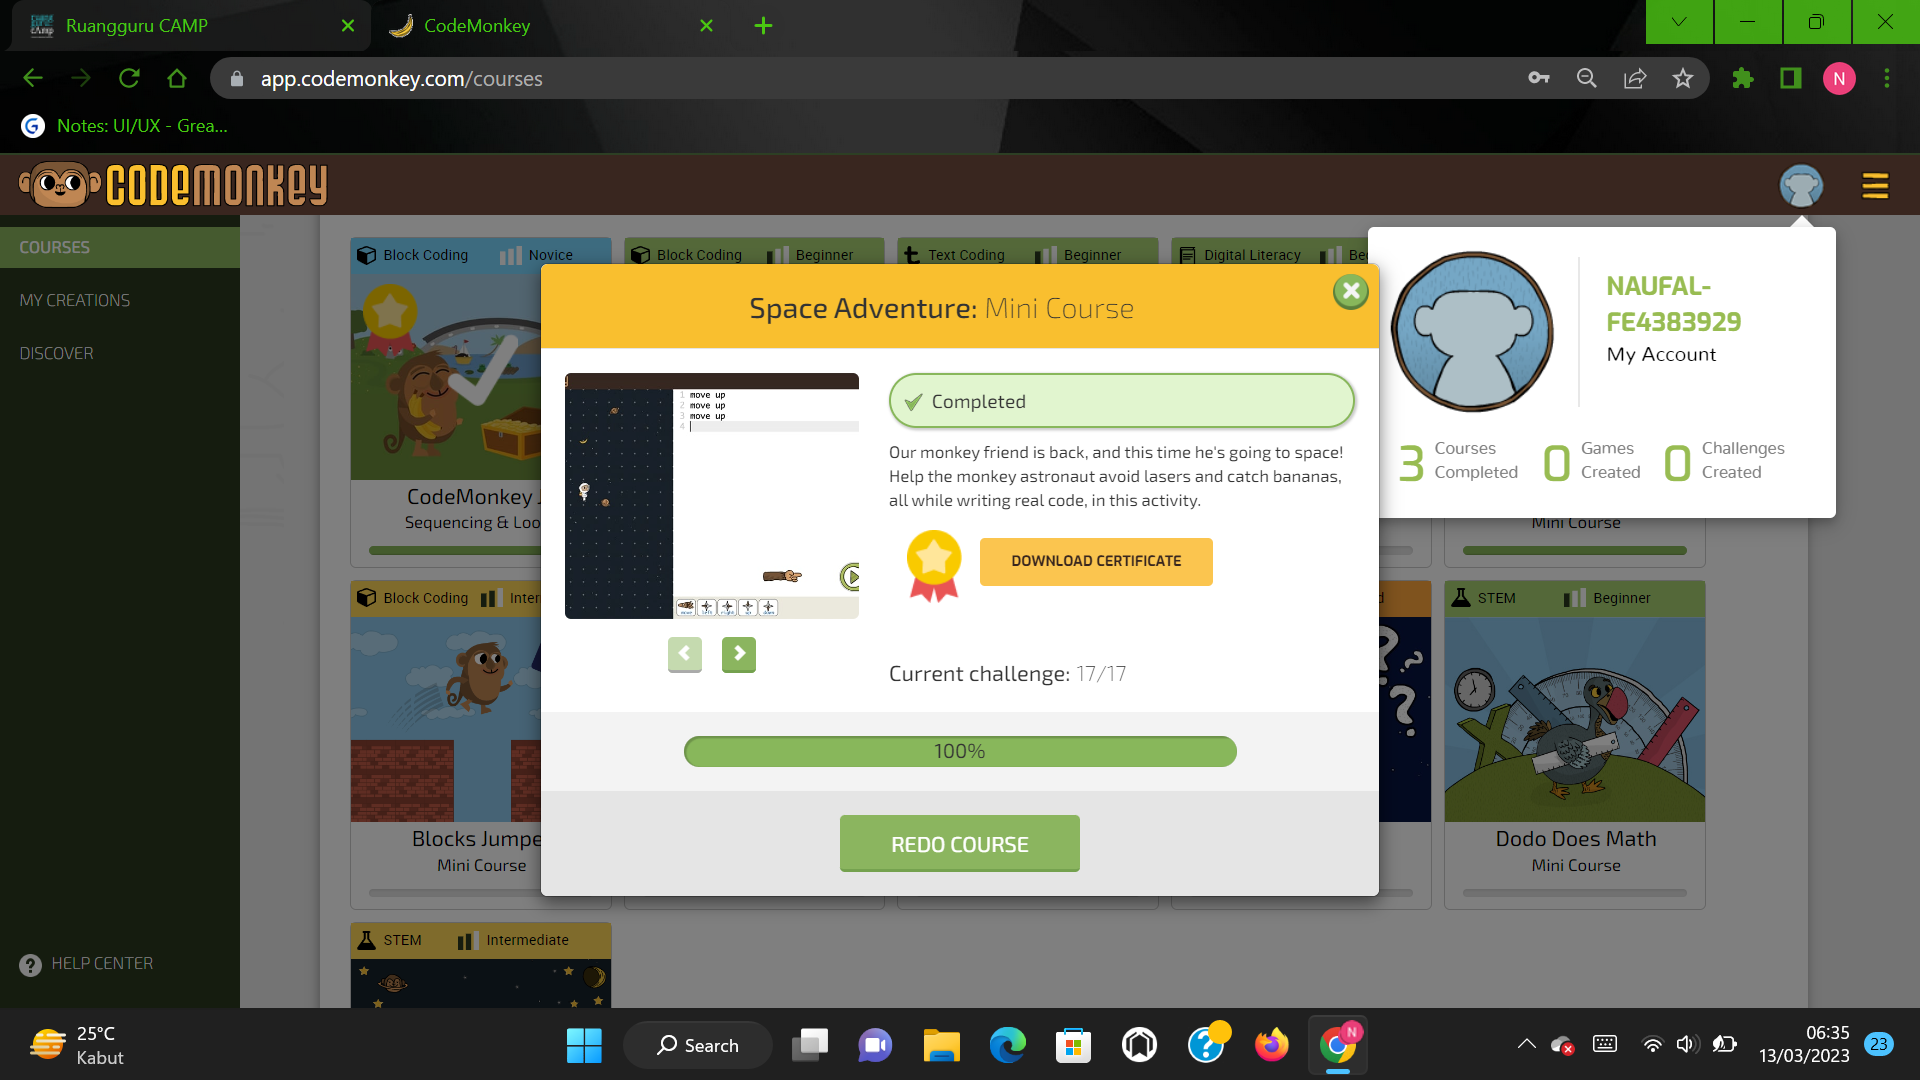 Ruangguru CAMP
CodeMonkey
app.codemonkey.com/courses
N
Notes: UI/UX - Grea...
CODEMONKEY
COURSES
MY CREATIONS
DISCOVER
HELP CENTER
Block Coding Novice
Block Coding Beginner
Text Coding Beginner
Digital Literacy Be
CodeMonkey J
Sequencing & Loo
Mini Course
Space Adventure: Mini Course
1 move up
2 move up
3 move up
4
Completed
Our monkey friend is back, and this time he's going to space!
Help the monkey astronaut avoid lasers and catch bananas,
all while writing real code, in this activity.
DOWNLOAD CERTIFICATE
Current challenge: 17/17
100%
REDO COURSE
NAUFAL-
FE4383929
My Account
3 Courses
Completed
0 Games
Created
0 Challenges
Created
Block Coding Inter
Blocks Jumpe
Mini Course
d
STEM Beginner
Dodo Does Math
Mini Course
STEM Intermediate
25°C
Kabut
Search
N
06:35
13/03/2023
23